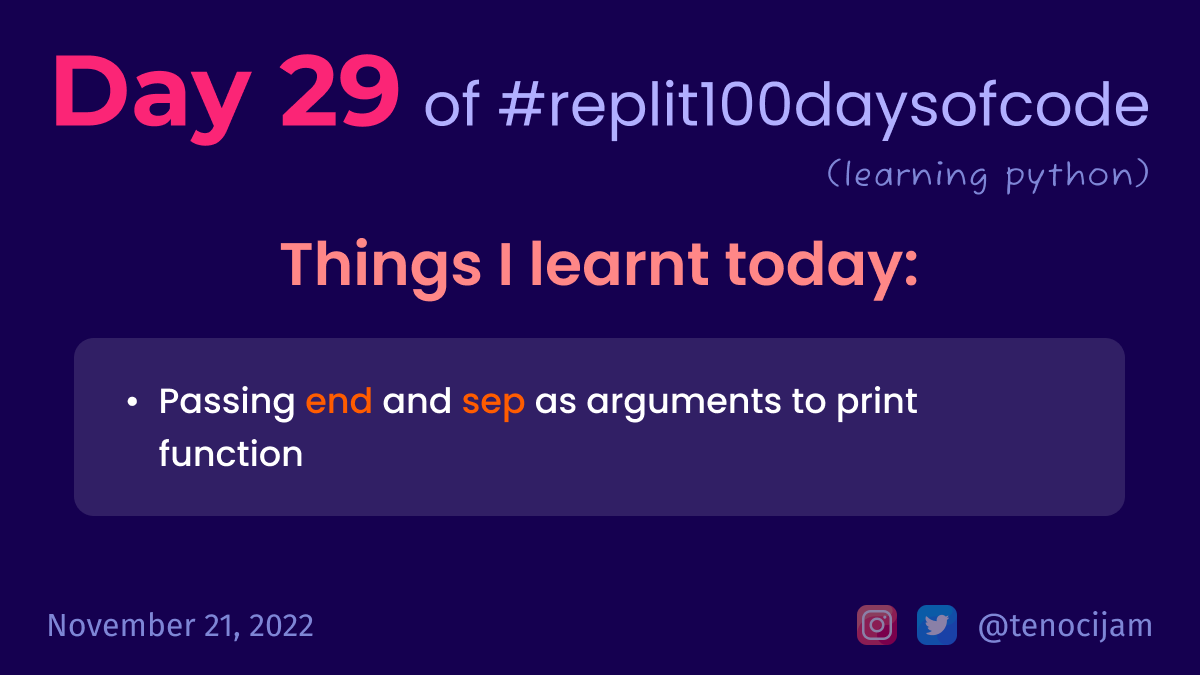 Day 29 of #replit100daysofcode
(learning python)
Things I learnt today:
• Passing end and sep as arguments to print
function
November 21, 2022
@tenocijam